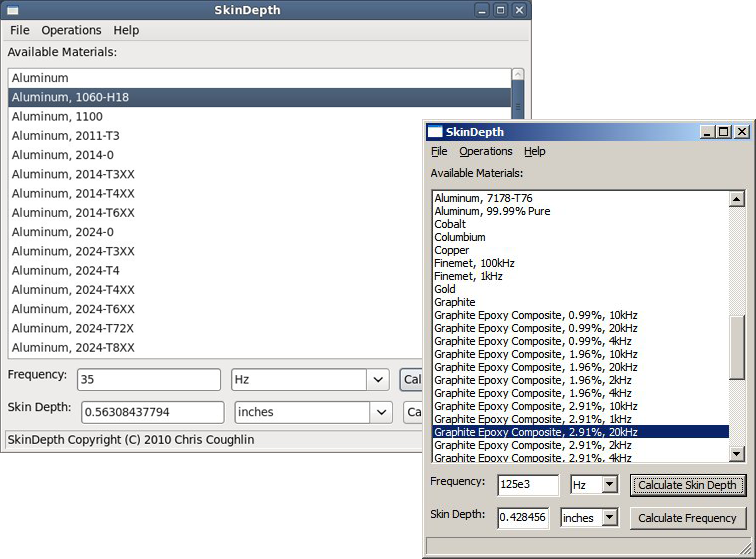 SkinDepth
File Operations Help
Available Materials:
Aluminum
Aluminum, 1060-H18
Aluminum, 1100
Aluminum, 2011-T3
Aluminum, 2014-0
Aluminum, 2014-T3XX
Aluminum, 2014-T4XX
Aluminum, 2014-T6XX
Aluminum, 2024-0
Aluminum, 2024-T3XX
Aluminum, 2024-T4
Aluminum, 2024-T4XX
Aluminum, 2024-T6XX
Aluminum, 2024-T72X
Aluminum, 2024-T8XX
Frequency: 35 Hz Cal
Skin Depth: 0.56308437794 inches Ca
SkinDepth Copyright (C) 2010 Chris Coughlin
SkinDepth
File Operations Help
Available Materials:
Aluminum, 7178-T76
Aluminum, 99.99% Pure
Cobalt
Columbium
Copper
Finemet, 100kHz
Finemet, 1kHz
Gold
Graphite
Graphite Epoxy Composite, 0.99%, 10kHz
Graphite Epoxy Composite, 0.99%, 20kHz
Graphite Epoxy Composite, 0.99%, 4kHz
Graphite Epoxy Composite, 1.96%, 10kHz
Graphite Epoxy Composite, 1.96%, 20kHz
Graphite Epoxy Composite, 1.96%, 2kHz
Graphite Epoxy Composite, 1.96%, 4kHz
Graphite Epoxy Composite, 2.91%, 10kHz
Graphite Epoxy Composite, 2.91%, 1kHz
Graphite Epoxy Composite, 2.91%, 20kHz
Graphite Epoxy Composite, 2.91%, 2kHz
Graphite Epoxy Composite, 2.91%, 4kHz
Frequency: 125e3 Hz Calculate Skin Depth
Skin Depth: 0.428456 inches Calculate Frequency